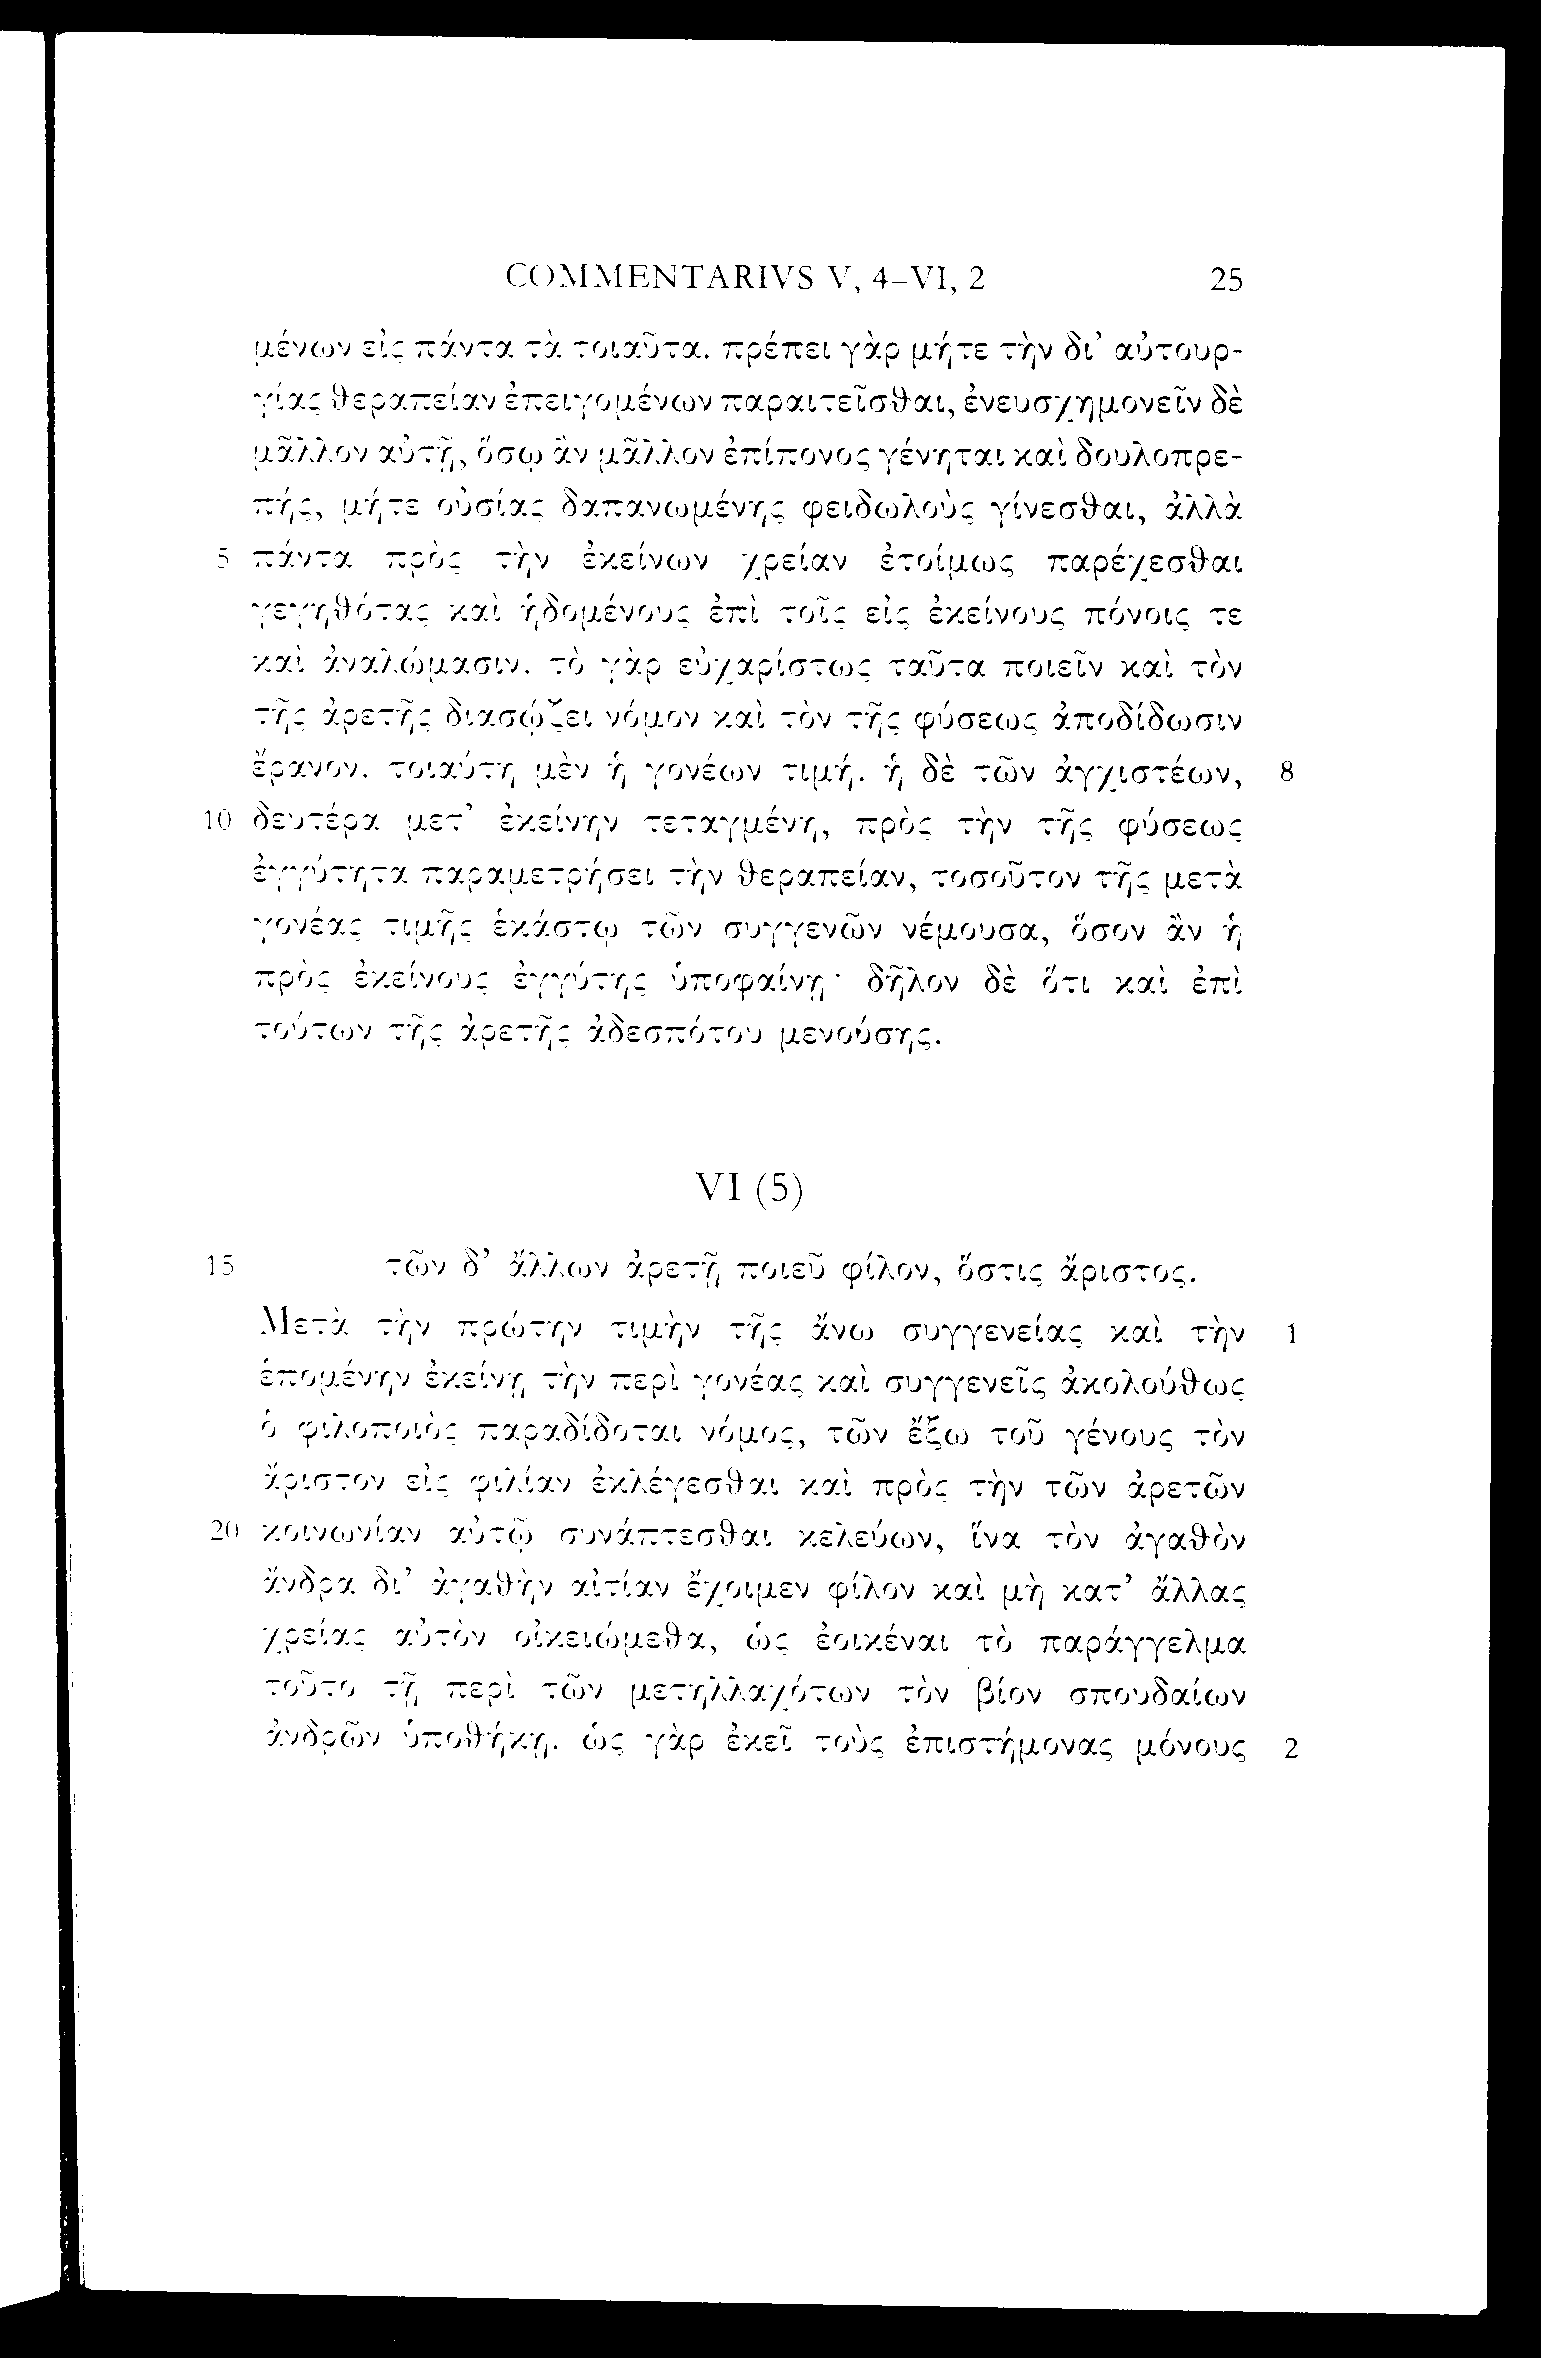 COMMENTARIVS V, 4–VI, 2 25
μένων εἰς πάντα τὰ τοιαῦτα. πρέπει γὰρ μήτε τὴν δι’ αὐτουρ-
γίας θεραπείαν ἐπειγομένων παραιτεῖσθαι, ἐνευσχημονεῖν δὲ
μᾶλλον αὐτῇ, ὅσῳ ἂν μᾶλλον ἐπίπονος γένηται καὶ δουλοπρε-
πής, μήτε οὐσίας δαπανωμένης φειδωλοὺς γίνεσθαι, ἀλλὰ
5 πάντα πρὸς τὴν ἐκείνων χρείαν ἑτοίμως παρέχεσθαι
γεγηθότας καὶ ἡδομένους ἐπὶ τοῖς εἰς ἐκείνους πόνοις τε
καὶ ἀναλώμασιν. τὸ γὰρ εὐχαρίστως ταῦτα ποιεῖν καὶ τὸν
τῆς ἀρετῆς διασῴζει νόμον καὶ τὸν τῆς φύσεως ἀποδίδωσιν
ἔρανον. τοιαύτη μὲν ἡ γονέων τιμή. ἡ δὲ τῶν ἀγχιστέων, 8
10 δευτέρα μετ’ ἐκείνην τεταγμένη, πρὸς τὴν τῆς φύσεως
ἐγγύτητα παραμετρήσει τὴν θεραπείαν, τοσοῦτον τῆς μετὰ
γονέας τιμῆς ἑκάστῳ τῶν συγγενῶν νέμουσα, ὅσον ἂν ἡ
πρὸς ἐκείνους ἐγγύτης ὑποφαίνῃ· δῆλον δὲ ὅτι καὶ ἐπὶ
τούτων τῆς ἀρετῆς ἀδεσπότου μενούσης.
VI (5)
15 τῶν δ’ ἄλλων ἀρετῇ ποιεῦ φίλον, ὅστις ἄριστος.
Μετὰ τὴν πρώτην τιμὴν τῆς ἄνω συγγενείας καὶ τὴν 1
ἑπομένην ἐκείνῃ τὴν περὶ γονέας καὶ συγγενεῖς ἀκολούθως
ὁ φιλοποιὸς παραδίδοται νόμος, τῶν ἔξω τοῦ γένους τὸν
ἄριστον εἰς φιλίαν ἐκλέγεσθαι καὶ πρὸς τὴν τῶν ἀρετῶν
20 κοινωνίαν αὐτῷ συνάπτεσθαι κελεύων, ἵνα τὸν ἀγαθὸν
ἄνδρα δι’ ἀγαθὴν αἰτίαν ἔχοιμεν φίλον καὶ μὴ κατ’ ἄλλας
χρείας αὐτὸν οἰκειώμεθα, ὡς ἐοικέναι τὸ παράγγελμα
τοῦτο τῇ περὶ τῶν μετηλλαχότων τὸν βίον σπουδαίων
ἀνδρῶν ὑποθήκῃ. ὡς γὰρ ἐκεῖ τοὺς ἐπιστήμονας μόνους 2